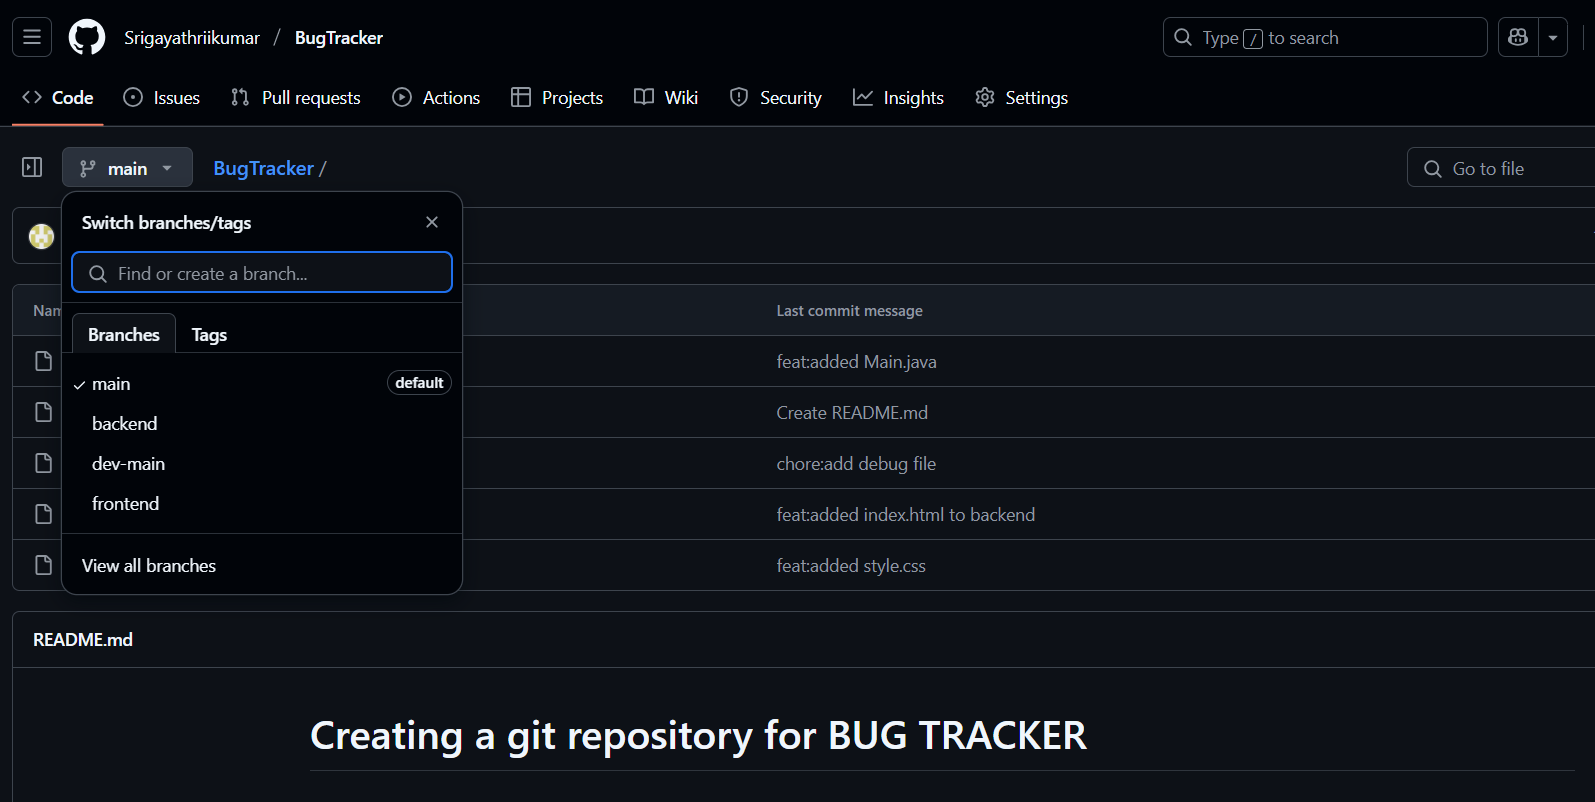 Srigayathriikumar / BugTracker
Type / to search
Code Issues Pull requests Actions Projects Wiki Security Insights Settings
main BugTracker /
Go to file
Switch branches/tags
Find or create a branch...
Branches Tags
main default
backend
dev-main
frontend
View all branches
Last commit message
feat:added Main.java
Create README.md
chore:add debug file
feat:added index.html to backend
feat:added style.css
README.md
Creating a git repository for BUG TRACKER